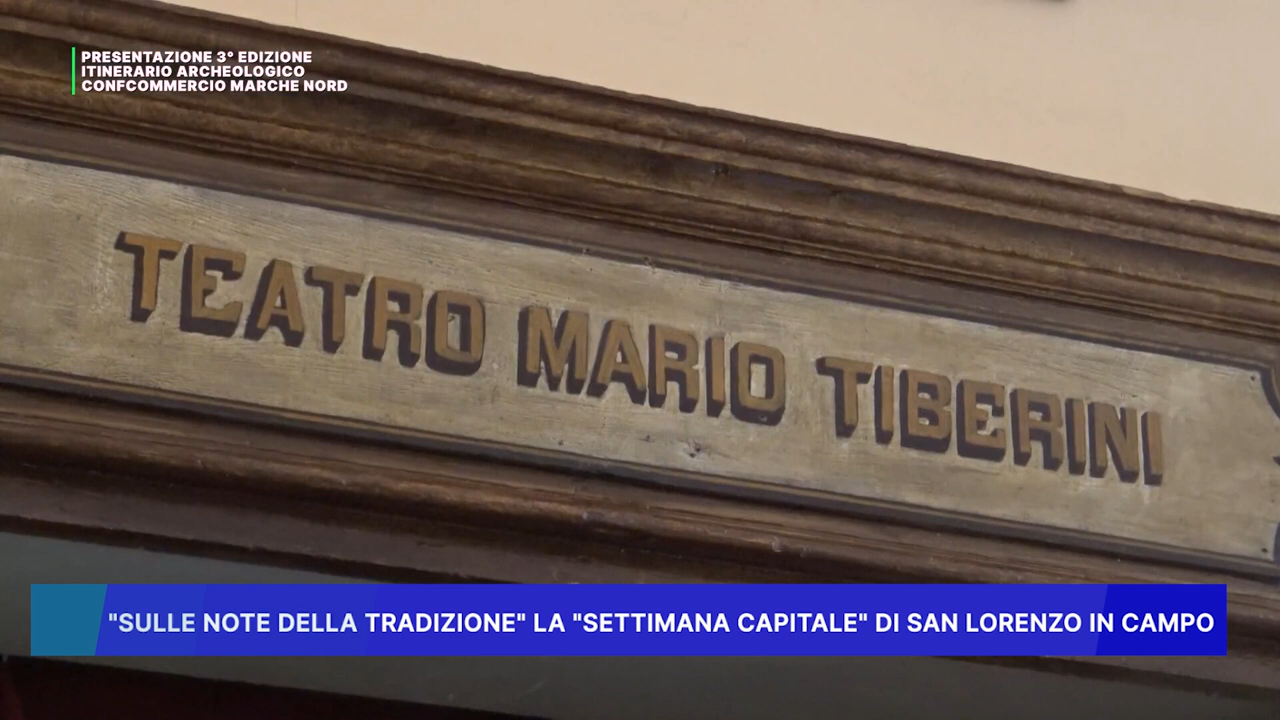 PRESENTAZIONE 3° EDIZIONE
ITINERARIO ARCHEOLOGICO
CONFCOMMERCIO MARCHE NORD
TEATRO MARIO TIBERINI
"SULLE NOTE DELLA TRADIZIONE" LA "SETTIMANA CAPITALE" DI SAN LORENZO IN CAMPO